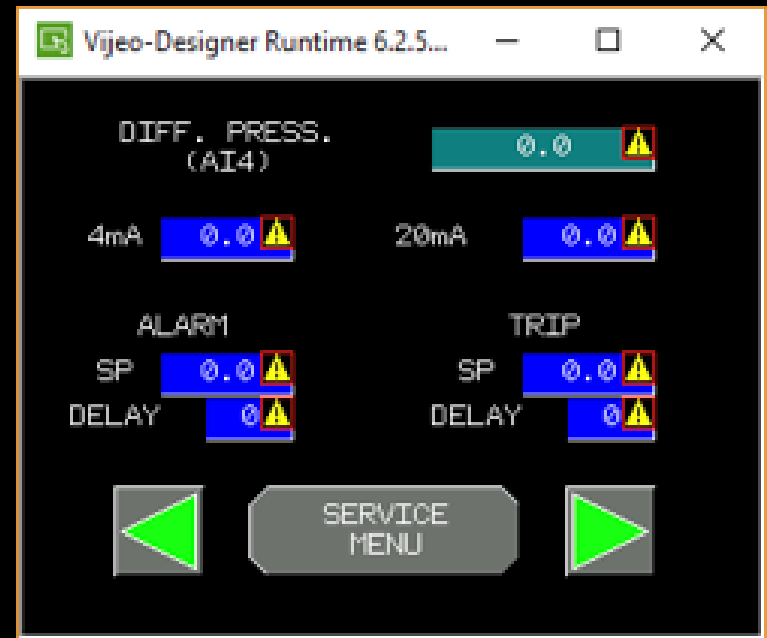 Vijeo-Designer Runtime 6.2.5...
DIFF. PRESS.
(AI4)
0.0
4mA 0.0 20mA 0.0
ALARM TRIP
SP 0.0 SP 0.0
DELAY 0 DELAY 0
SERVICE
MENU